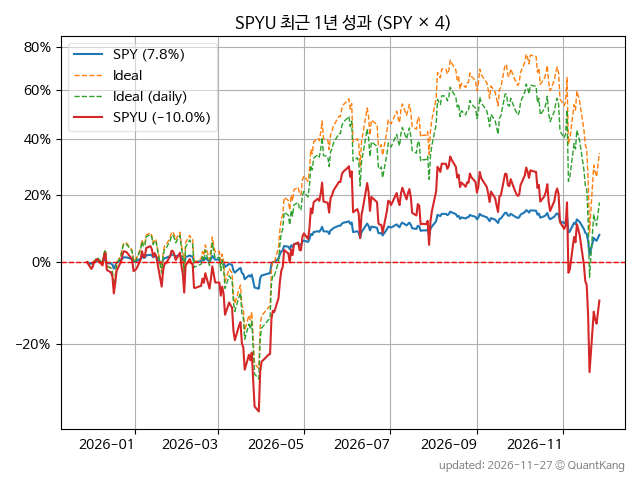 SPYU 최근 1년 성과 (SPY × 4)
SPY (7.8%)
Ideal
Ideal (daily)
SPYU (−10.0%)
80%
60%
40%
20%
0%
−20%
2026-01
2026-03
2026-05
2026-07
2026-09
2026-11
updated: 2026-11-27 © QuantKang